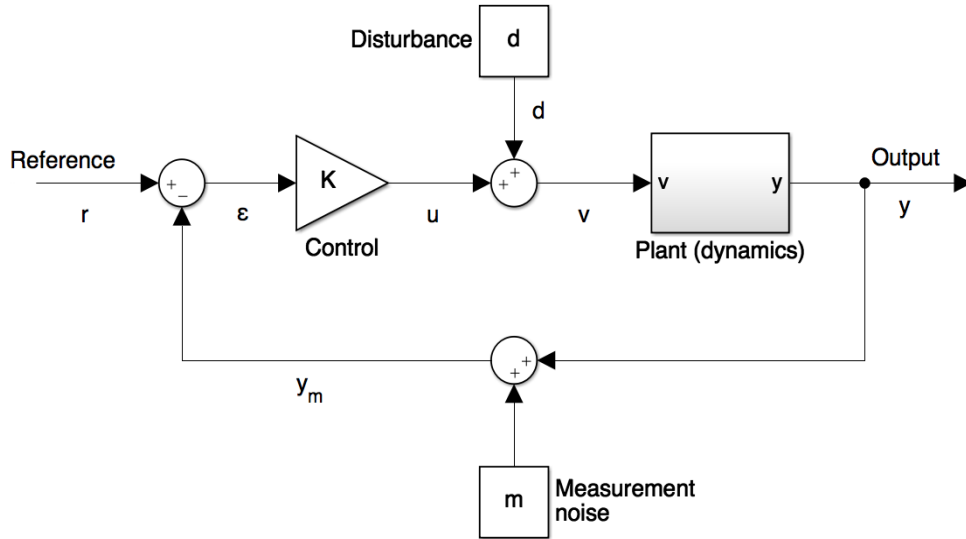 Disturbance
d
d
Reference
+
−
r
ε
K
Control
u
+
+
v
v
y
Plant (dynamics)
Output
y
+
+
y_m
m
Measurement
noise